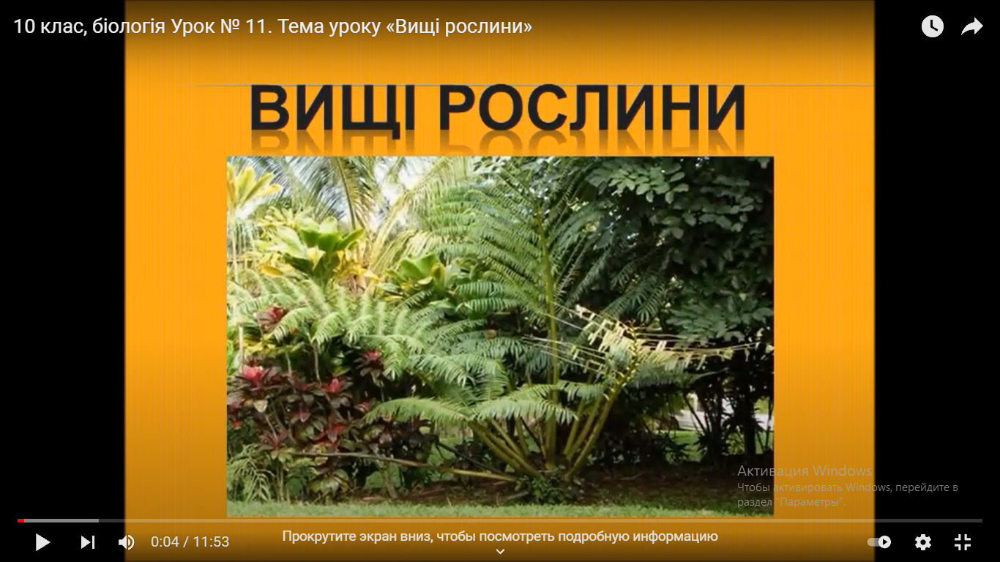 10 клас, біологія Урок № 11. Тема уроку «Вищі рослини»
ВИЩІ РОСЛИНИ
Активация Windows
Чтобы активировать Windows, перейдите в
раздел "Параметры".
Прокрутите экран вниз, чтобы посмотреть подробную информацию
0:04 / 11:53